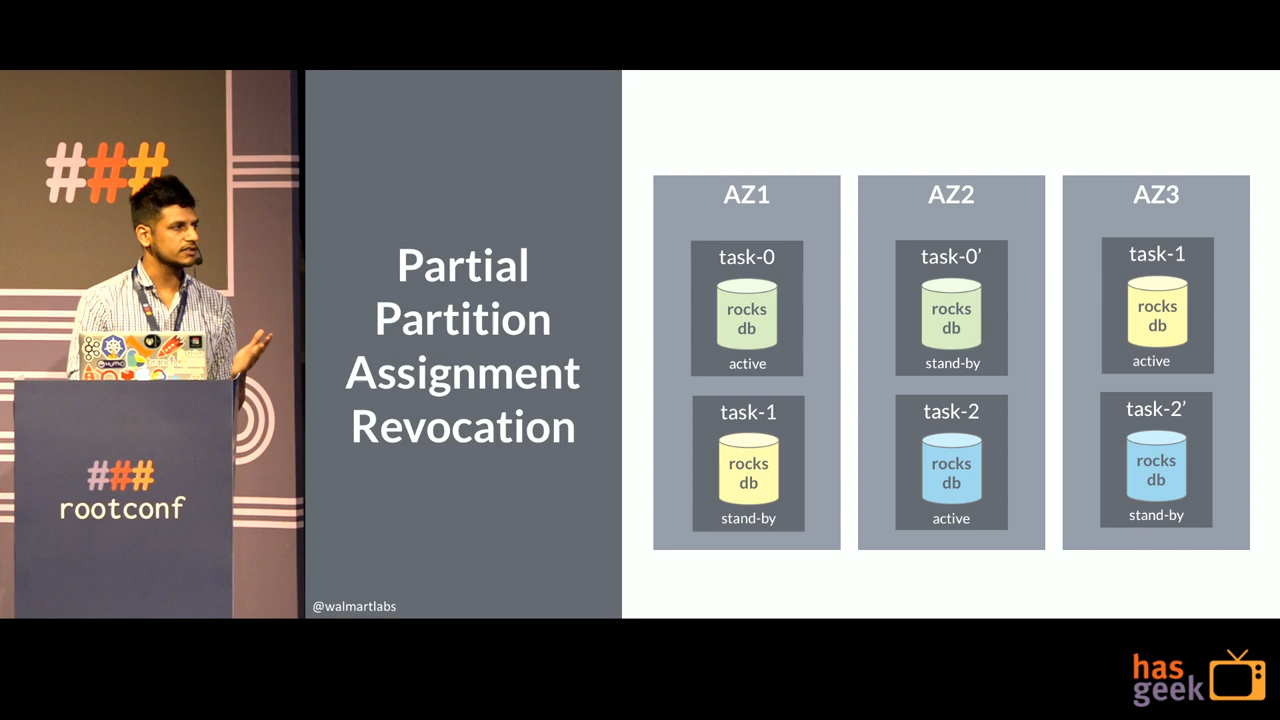 ###
###
rootconf
Partial
Partition
Assignment
Revocation
@walmartlabs
AZ1
task-0
rocks
db
active
task-1
rocks
db
stand-by
AZ2
task-0’
rocks
db
stand-by
task-2
rocks
db
active
AZ3
task-1
rocks
db
active
task-2’
rocks
db
stand-by
has
geek